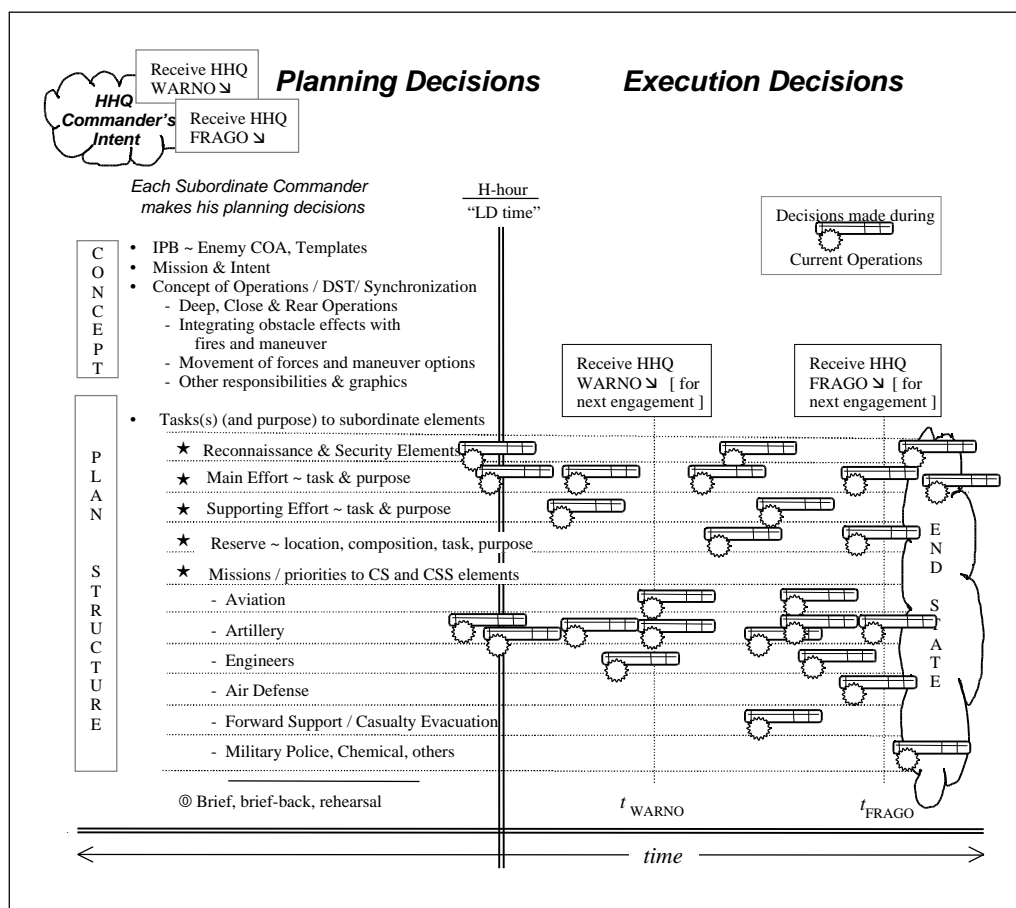 Receive HHQ
WARNO ↘
HHQ
Commander's
Intent
Receive HHQ
FRAGO ↘
Planning Decisions
Execution Decisions
Each Subordinate Commander
makes his planning decisions
H-hour
“LD time”
Decisions made during
Current Operations
CONCEPT
• IPB ~ Enemy COA, Templates
• Mission & Intent
• Concept of Operations / DST/ Synchronization
- Deep, Close & Rear Operations
- Integrating obstacle effects with
fires and maneuver
- Movement of forces and maneuver options
- Other responsibilities & graphics
Receive HHQ
WARNO ↘ [ for
next engagement ]
Receive HHQ
FRAGO ↘ [ for
next engagement ]
PLAN STRUCTURE
• Tasks(s) (and purpose) to subordinate elements
★ Reconnaissance & Security Elements
★ Main Effort ~ task & purpose
★ Supporting Effort ~ task & purpose
★ Reserve ~ location, composition, task, purpose
★ Missions / priorities to CS and CSS elements
- Aviation
- Artillery
- Engineers
- Air Defense
- Forward Support / Casualty Evacuation
- Military Police, Chemical, others
END STATE
⓪ Brief, brief-back, rehearsal
t WARNO
t FRAGO
time